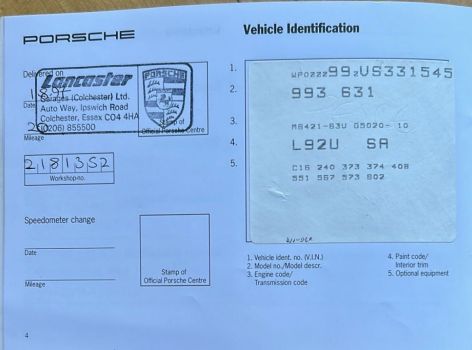 PORSCHE
Delivered on
Lancaster
Garages (Colchester) Ltd.
Auto Way, Ipswich Road
Colchester, Essex CO4 4HA
(0206) 855500
Date
Mileage
Stamp of
Official Porsche Centre
2181352
Workshop-no.
Speedometer change
Date
Mileage
Stamp of
Official Porsche Centre
4
Vehicle Identification
1. WP0ZZZ99ZVS331545
2. 993 631
3. M6421-63U G5020- 10
4. L92U SA
5. C16 240 373 374 408
551 567 573 802
1. Vehicle ident. no. (V.I.N.)
2. Model no./Model descr.
3. Engine code/
Transmission code
4. Paint code/
Interior trim
5. Optional equipment